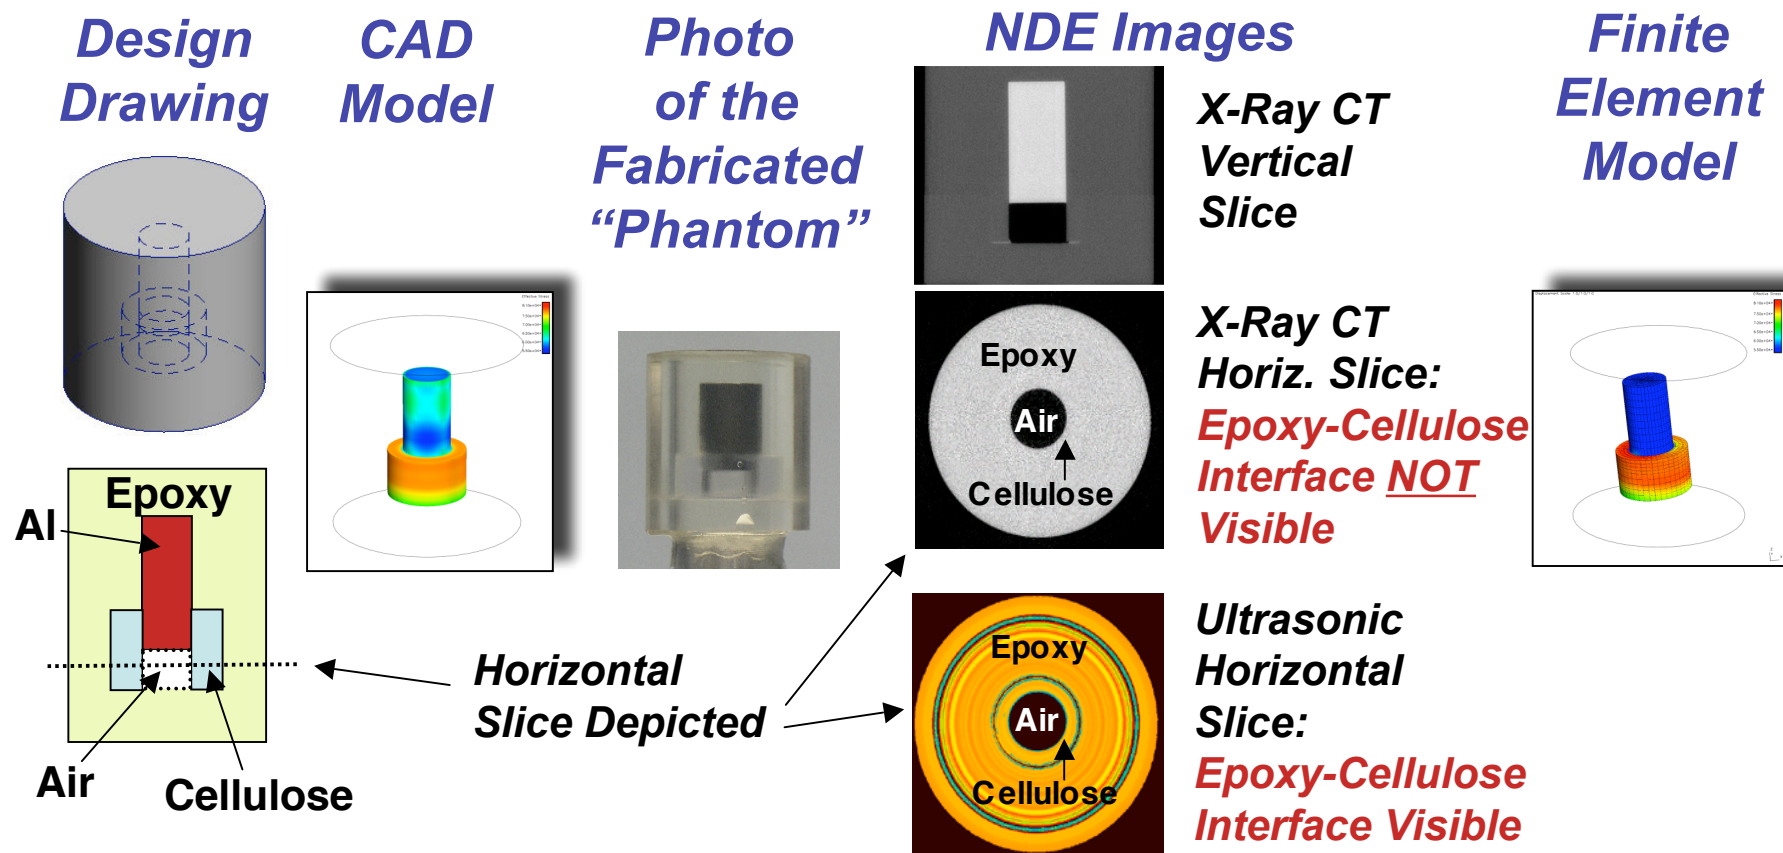 Design
Drawing
CAD
Model
Photo
of the
Fabricated
“Phantom”
NDE Images
Finite
Element
Model
X-Ray CT
Vertical
Slice
Epoxy
Air
Cellulose
X-Ray CT
Horiz. Slice:
Epoxy-Cellulose
Interface NOT
Visible
Epoxy
Al
Air
Cellulose
Horizontal
Slice Depicted
Epoxy
Air
Cellulose
Ultrasonic
Horizontal
Slice:
Epoxy-Cellulose
Interface Visible